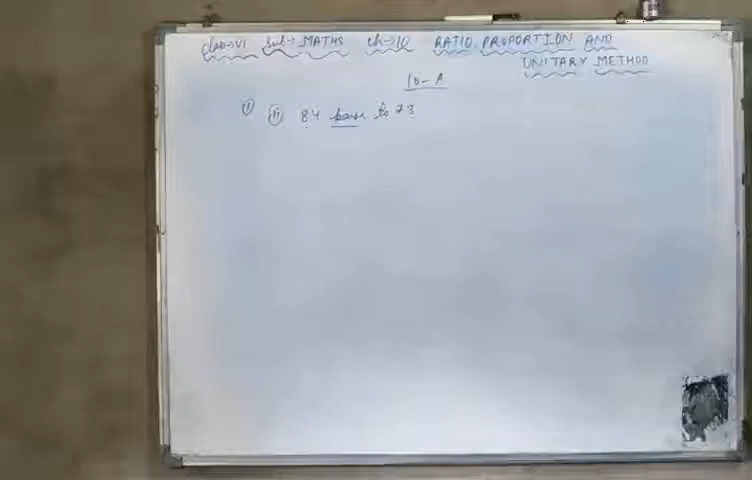 class→VI Sub→ MATHS Ch→10 RATIO, PROPORTION AND
UNITARY METHOD
10-A
① (ii) 84 paise to ₹3